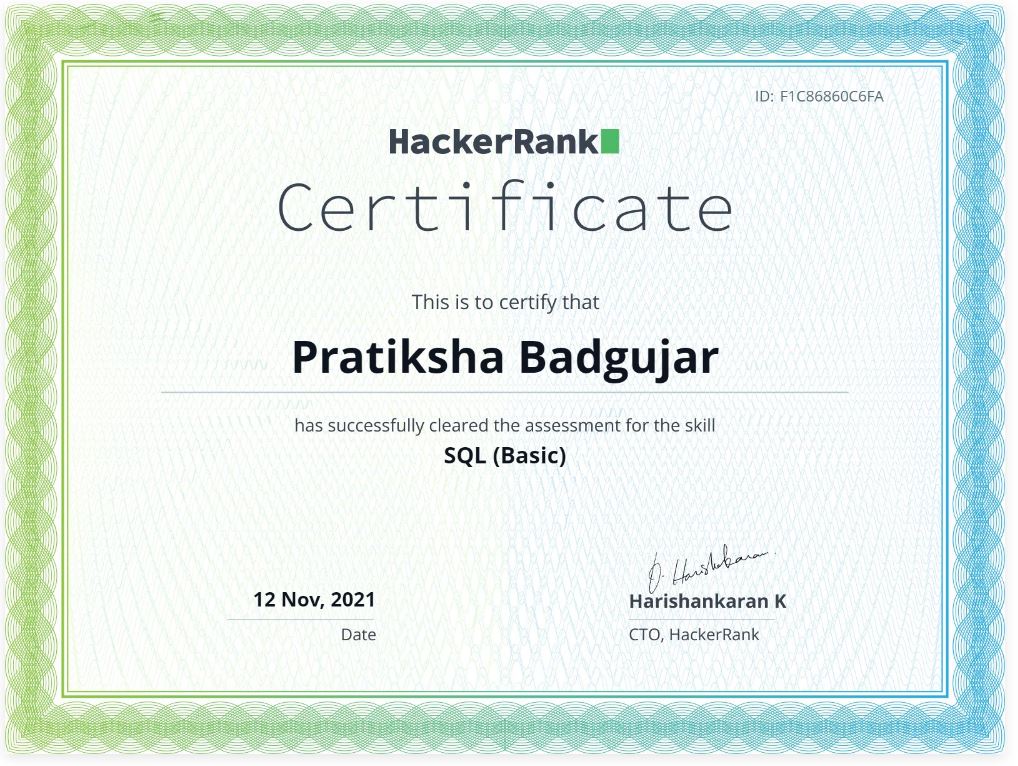 ID: F1C86860C6FA
HackerRank
Certificate
This is to certify that
Pratiksha Badgujar
has successfully cleared the assessment for the skill
SQL (Basic)
12 Nov, 2021
Date
Harishankaran K
CTO, HackerRank